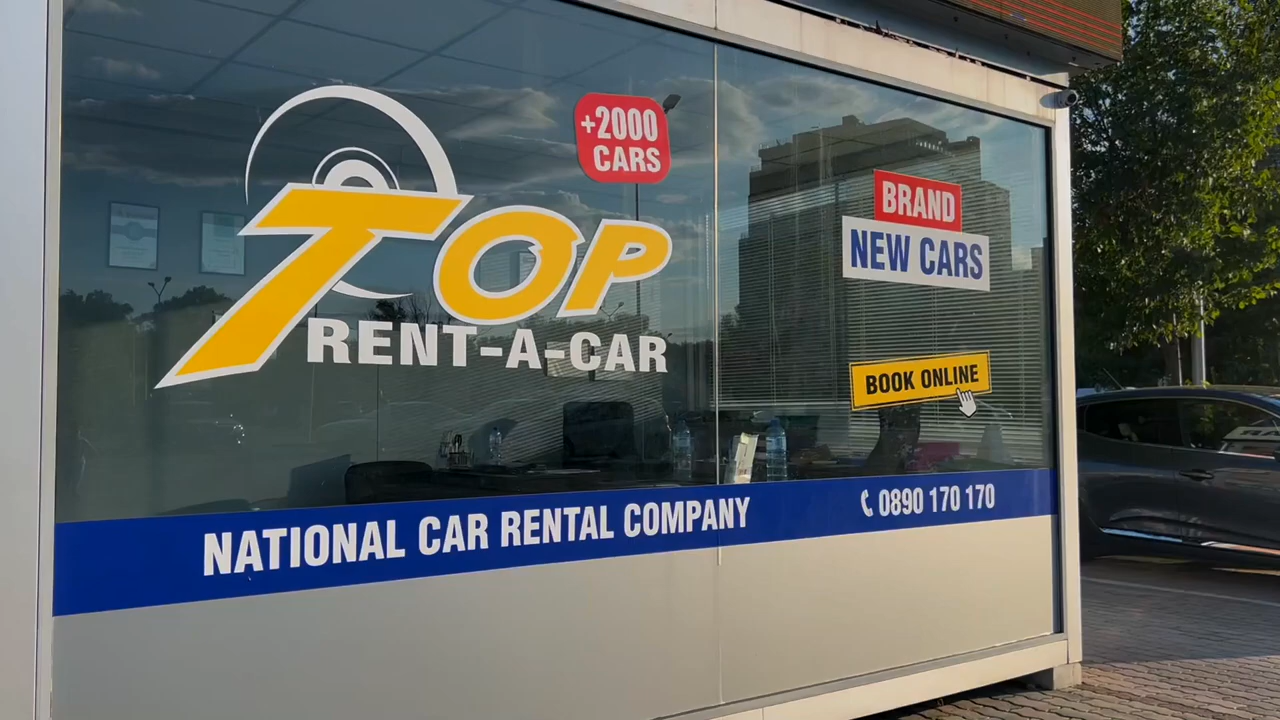 +2000
CARS
TOP
RENT-A-CAR
BRAND
NEW CARS
BOOK ONLINE
NATIONAL CAR RENTAL COMPANY
0890 170 170